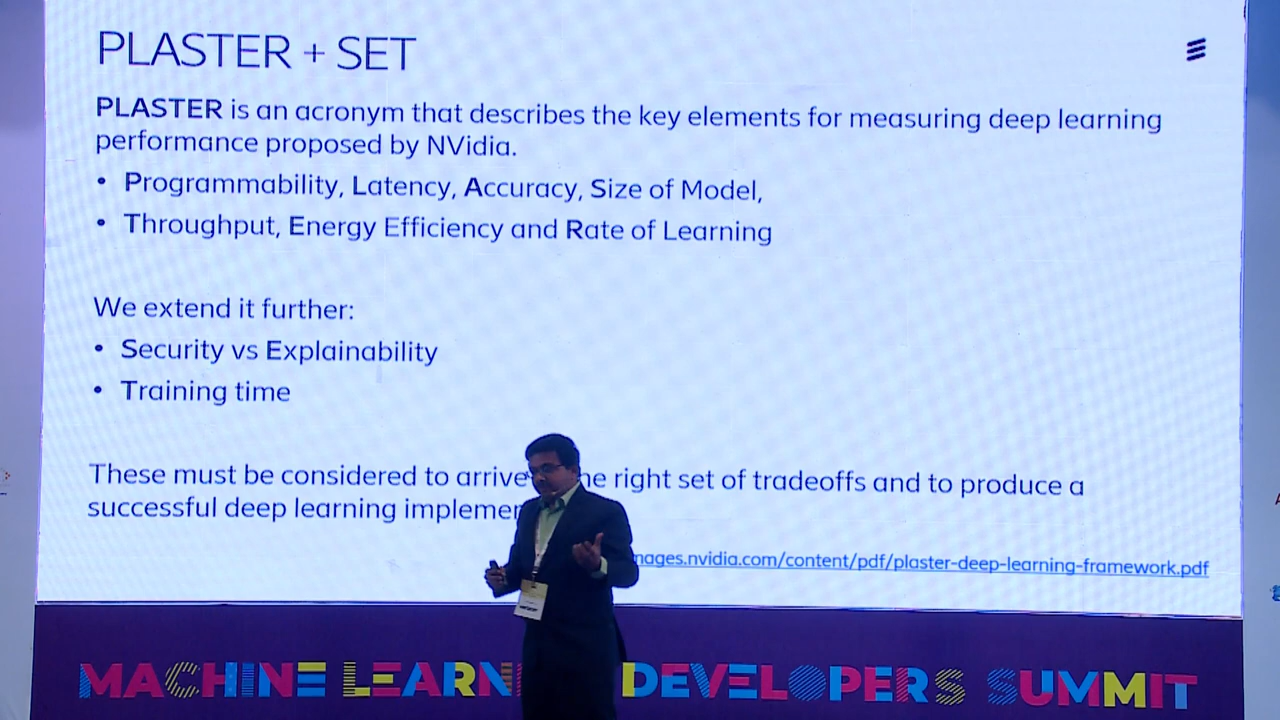 PLASTER + SET
PLASTER is an acronym that describes the key elements for measuring deep learning
performance proposed by NVidia.
• Programmability, Latency, Accuracy, Size of Model,
• Throughput, Energy Efficiency and Rate of Learning
We extend it further:
• Security vs Explainability
• Training time
These must be considered to arrive he right set of tradeoffs and to produce a
successful deep learning implemen
mages.nvidia.com/content/pdf/plaster-deep-learning-framework.pdf
MACHINE LEARN DEVELOPERS SUMMIT